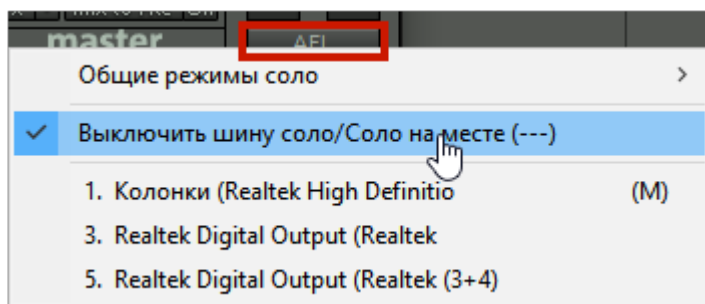 master AFL
Общие режимы соло
Выключить шину соло/Соло на месте (---)
1. Колонки (Realtek High Definitio (M)
3. Realtek Digital Output (Realtek
5. Realtek Digital Output (Realtek (3+4)